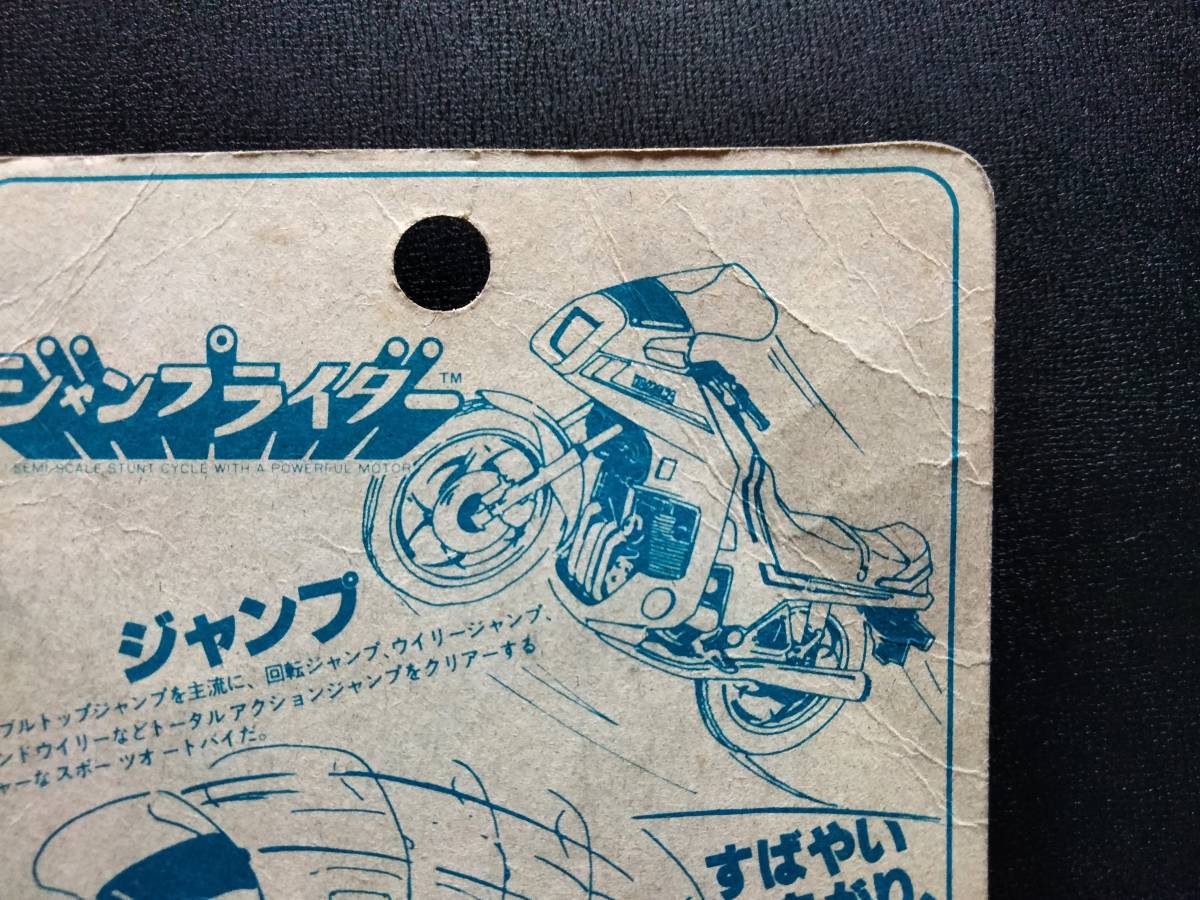 ジャンプライダー™
SEMI-SCALE STUNT CYCLE WITH A POWERFUL MOTOR
ジャンプ
ブルトップジャンプを主流に、回転ジャンプ、ウイリージャンプ、
ンドウイリーなどトータルアクションジャンプをクリアーする
ャーなスポーツオートバイだ。
すばやい